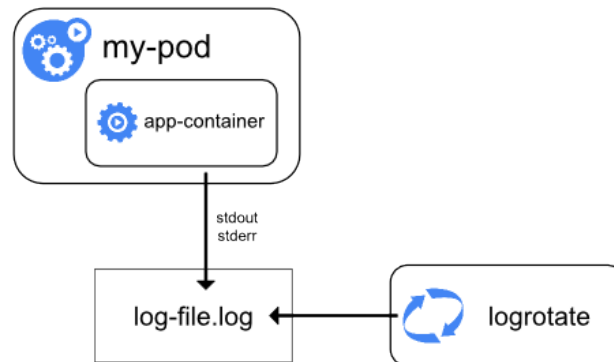 my-pod
app-container
stdout
stderr
log-file.log
logrotate